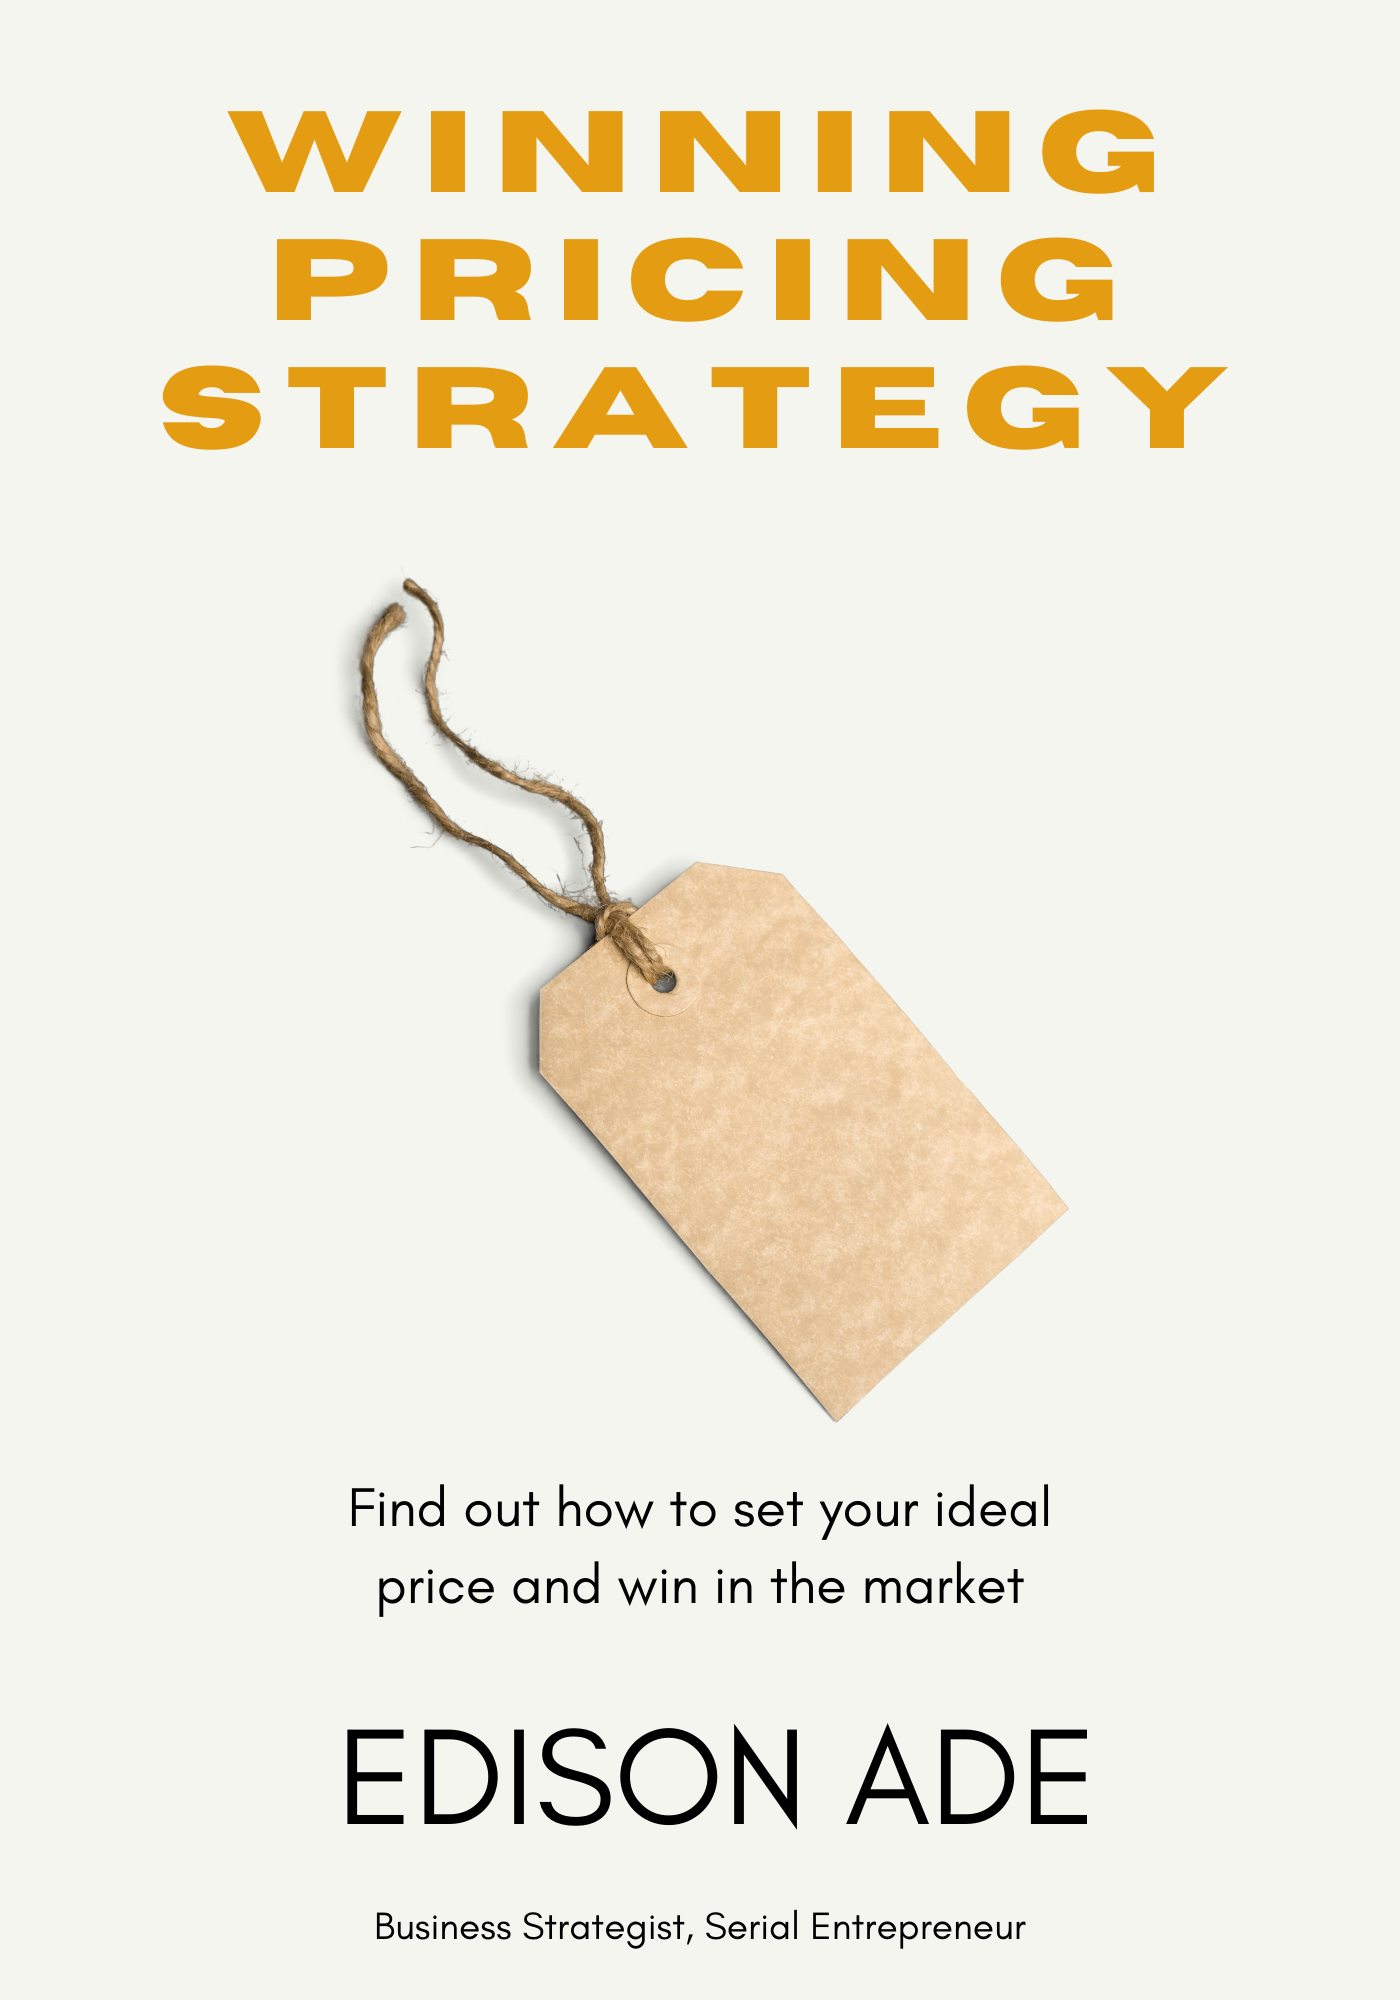 WINNING
PRICING
STRATEGY
Find out how to set your ideal
price and win in the market
EDISON ADE
Business Strategist, Serial Entrepreneur